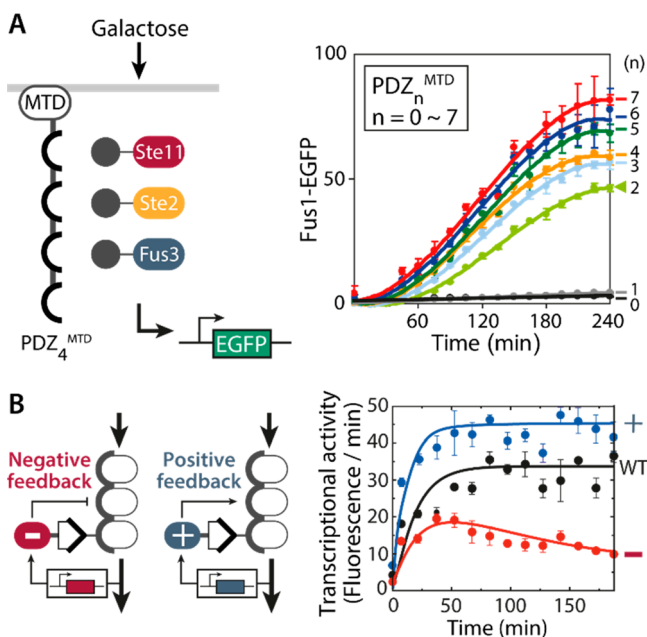 A
Galactose
MTD
Ste11
Ste2
Fus3
EGFP
PDZ4MTD
Fus1-EGFP
100
50
0
PDZnMTD
n = 0 ~ 7
(n)
7
6
5
4
3
2
1
0
60 120 180 240
Time (min)
B
Negative
feedback
Positive
feedback
-
+
Transcriptional activity
(Fluorescence / min)
50
40
30
20
10
0
+
WT
-
0 50 100 150
Time (min)